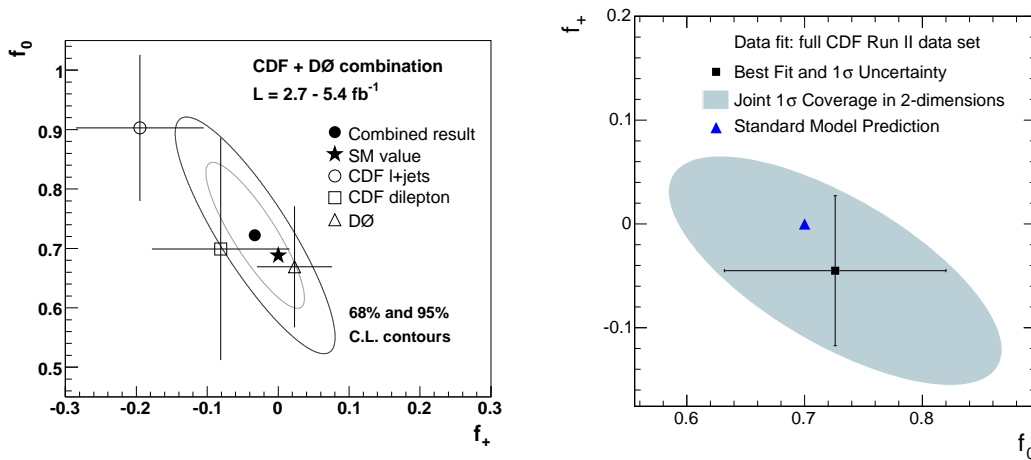 f₀
1
0.9
0.8
0.7
0.6
0.5
CDF + DØ combination
L = 2.7 - 5.4 fb⁻¹
Combined result
SM value
CDF l+jets
CDF dilepton
DØ
68% and 95%
C.L. contours
-0.3 -0.2 -0.1 0 0.1 0.2 0.3
f₊
f₊
0.2
0.1
0
-0.1
Data fit: full CDF Run II data set
Best Fit and 1σ Uncertainty
Joint 1σ Coverage in 2-dimensions
Standard Model Prediction
0.6 0.7 0.8
f₀